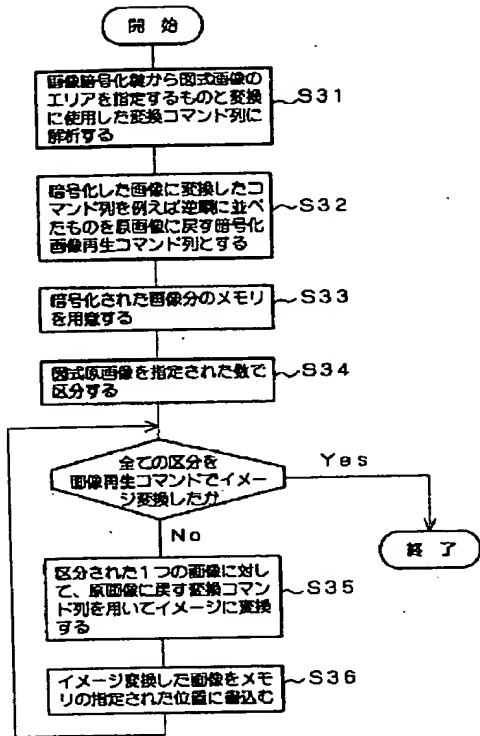 開 始
画像暗号化鍵から図式画像の
エリアを指定するものと変換
に使用した変換コマンド列に
解析する
S31
暗号化した画像に変換したコ
マンド列を例えば逆順に並べ
たものを原画像に戻す暗号化
画像再生コマンド列とする
S32
暗号化された画像分のメモリ
を用意する
S33
図式原画像を指定された数で
区分する
S34
全ての区分を
画像再生コマンドでイメー
ジ変換したか
Yes
No
終 了
区分された1つの画像に対し
て、原画像に戻す変換コマン
ド列を用いてイメージに変換
する
S35
イメージ変換した画像をメモ
リの指定された位置に書込む
S36